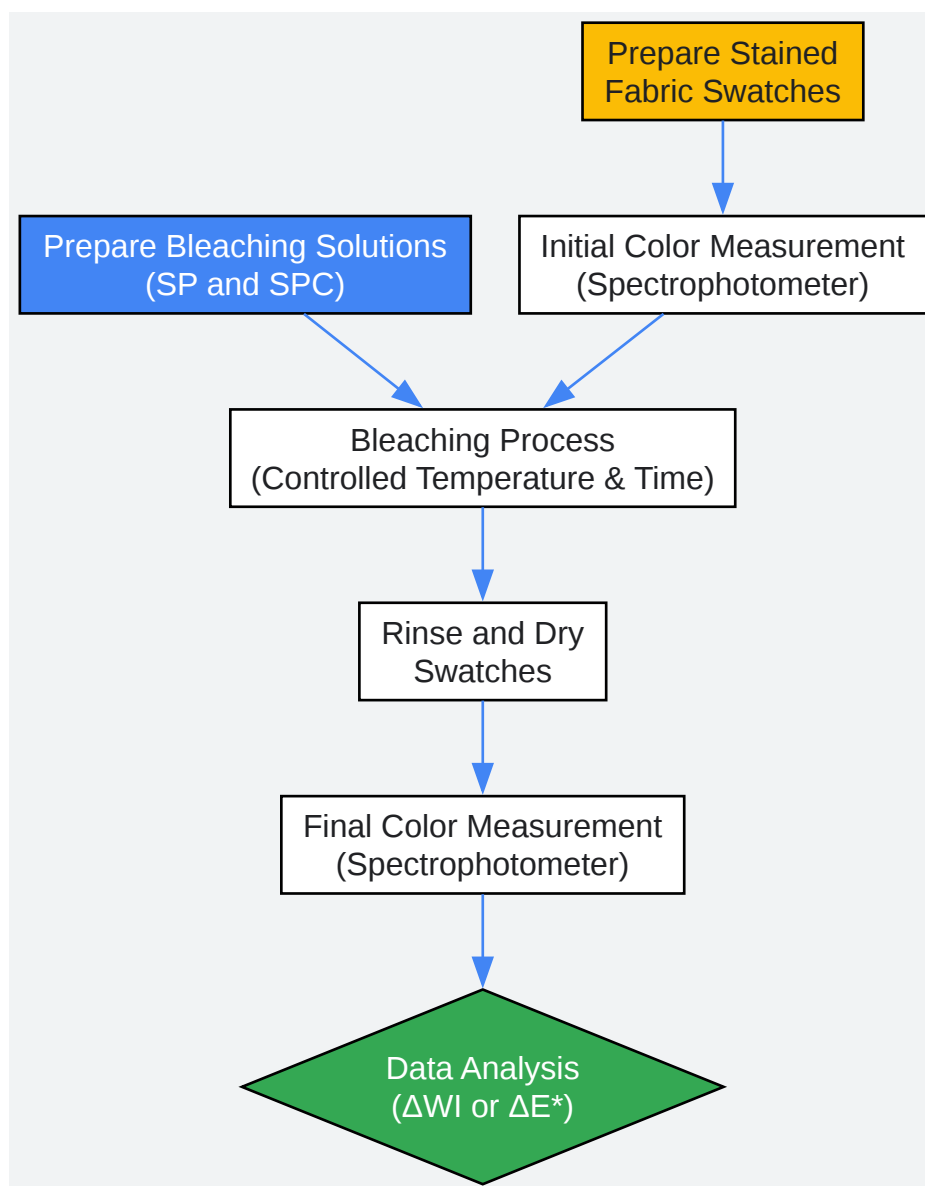 Prepare Stained
Fabric Swatches
Prepare Bleaching Solutions
(SP and SPC)
Initial Color Measurement
(Spectrophotometer)
Bleaching Process
(Controlled Temperature & Time)
Rinse and Dry
Swatches
Final Color Measurement
(Spectrophotometer)
Data Analysis
(ΔWI or ΔE*)